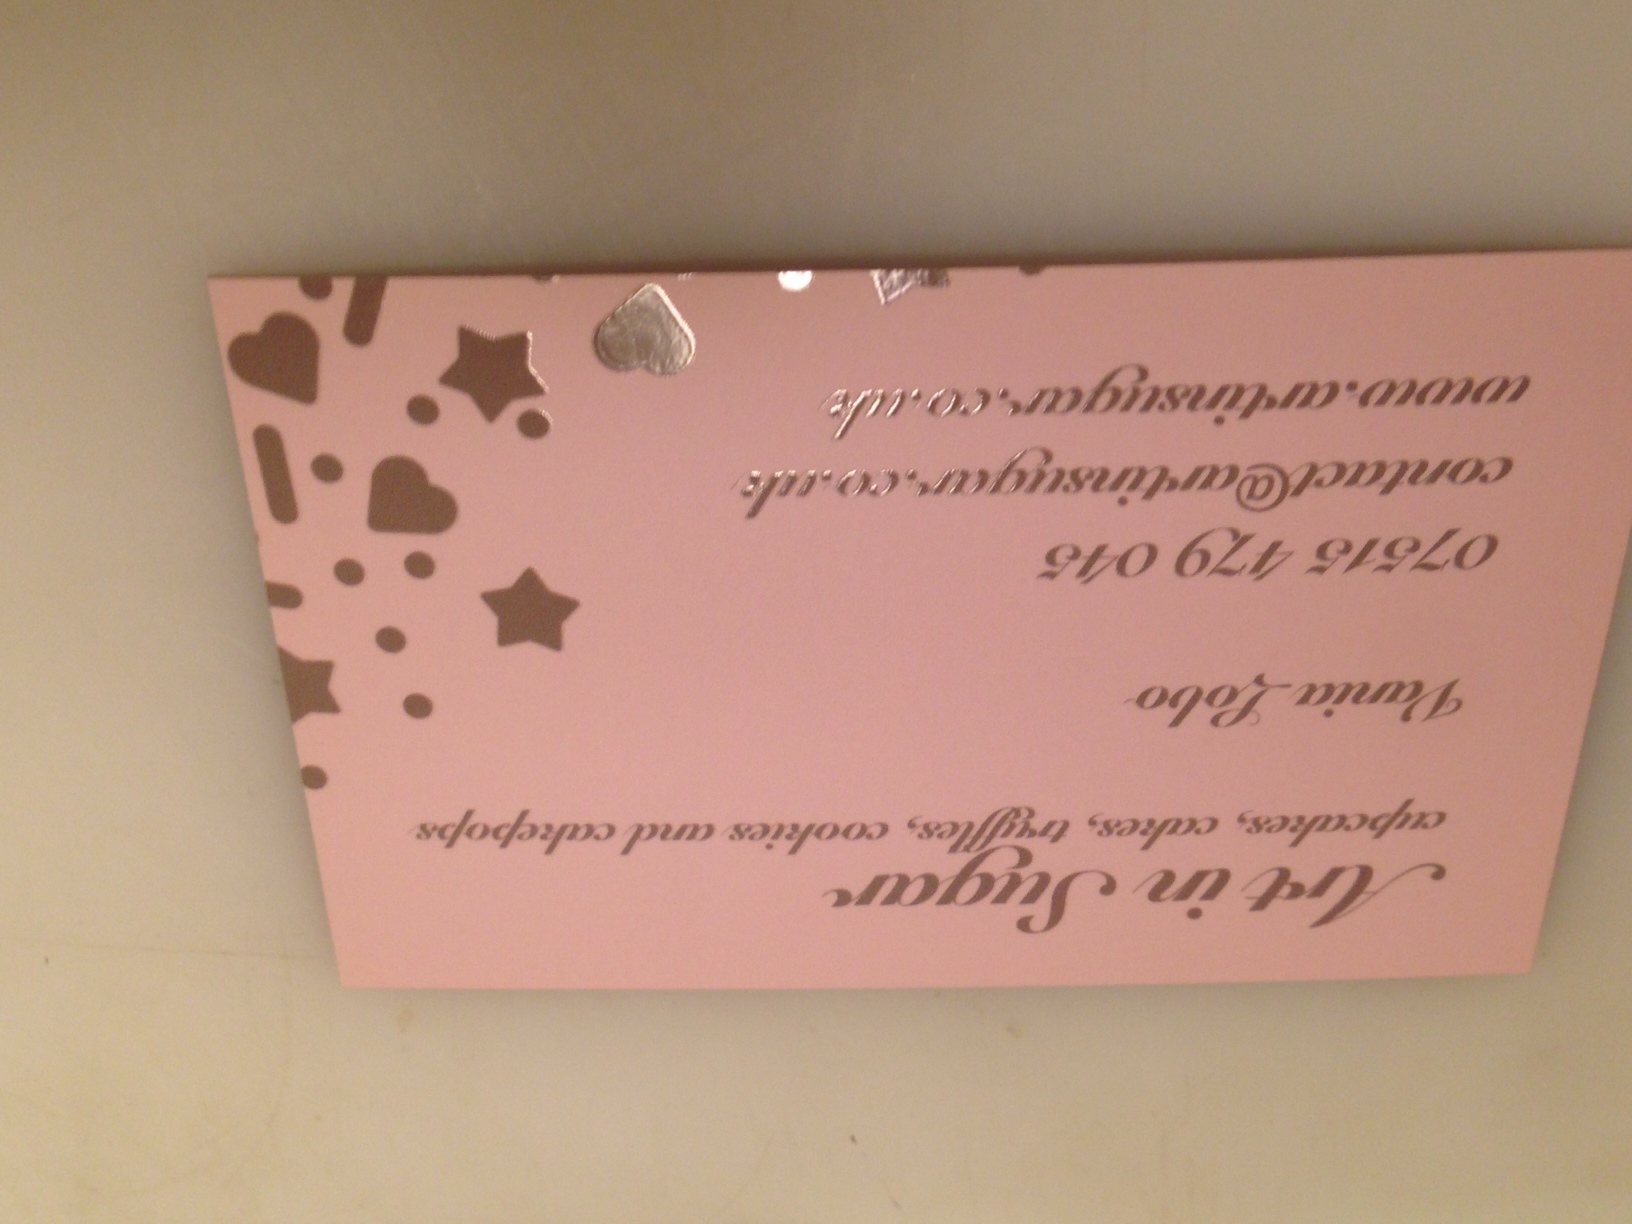 Art in Sugar
cupcakes, cakes, truffles, cookies and cakepops
Vania Lobo
07515 479 045
contact@artinsugar.co.uk
www.artinsugar.co.uk